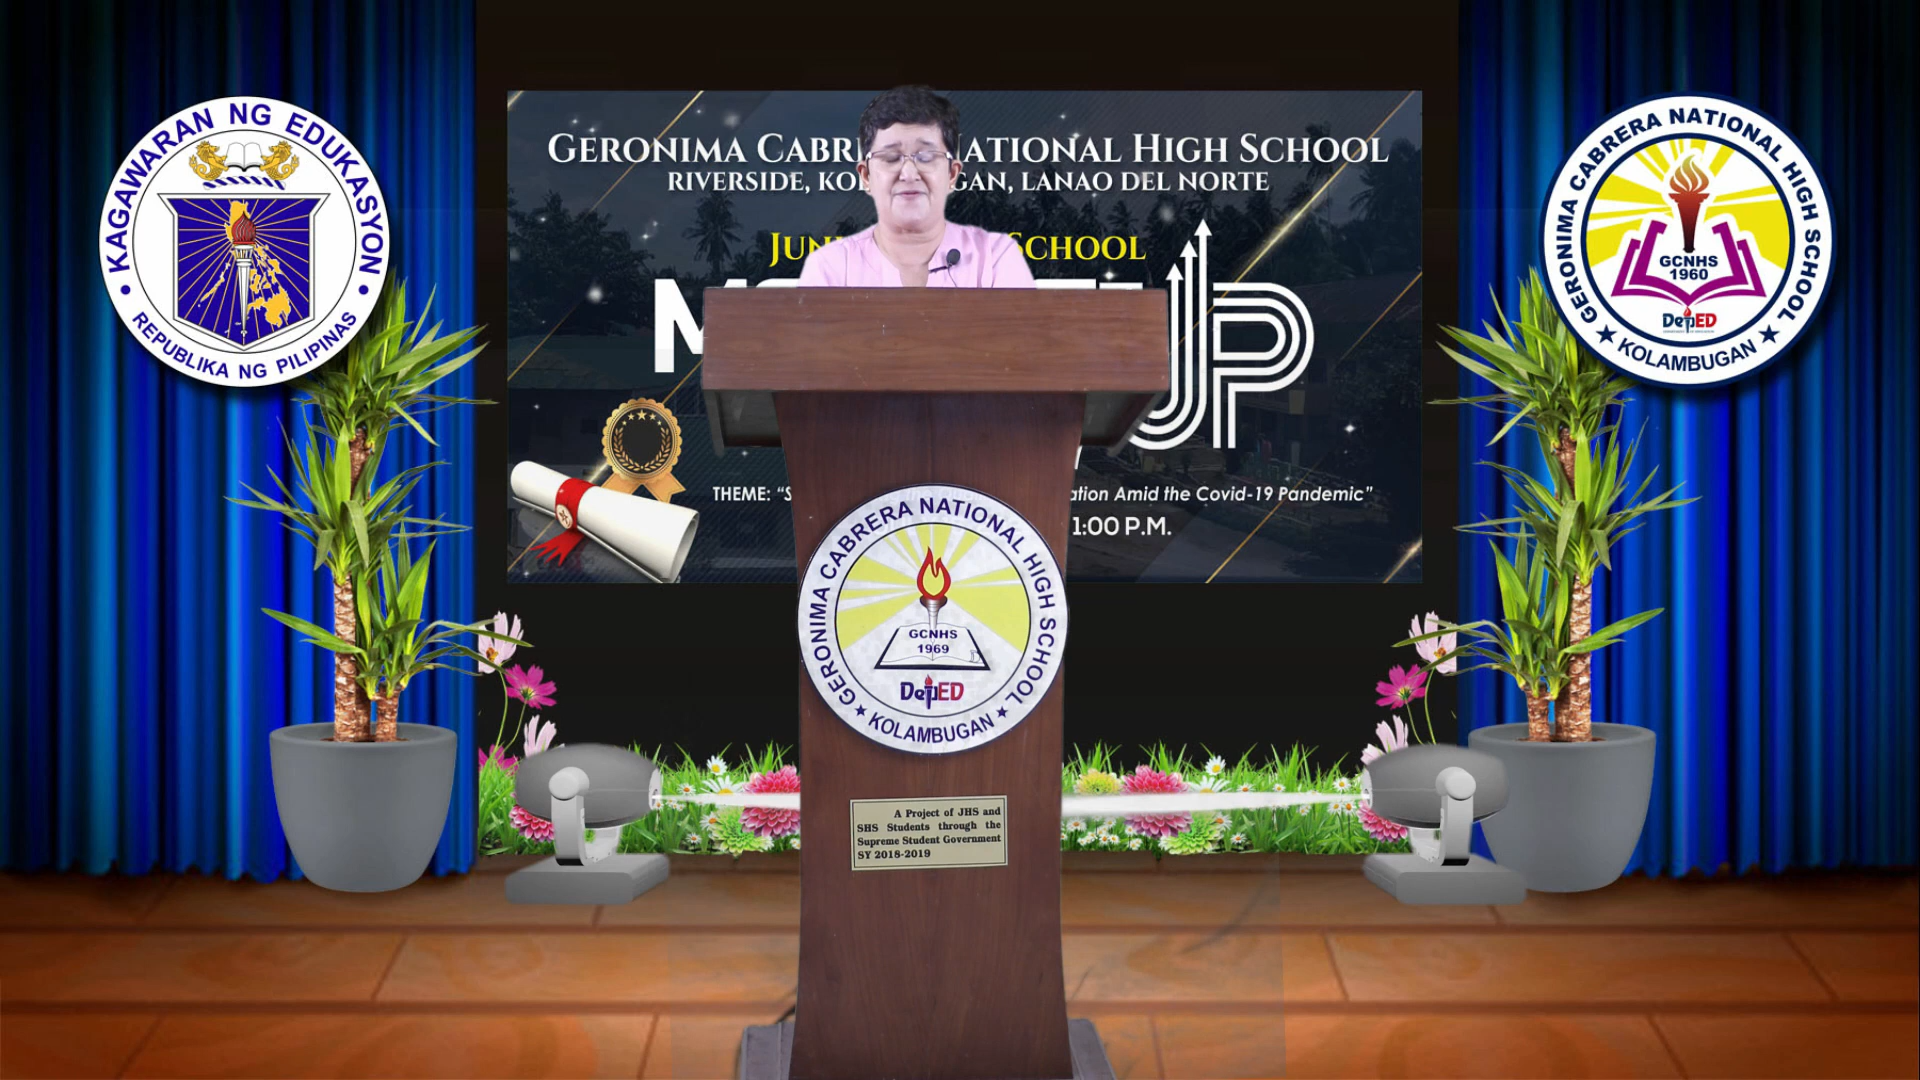 KAGAWARAN NG EDUKASYON
REPUBLIKA NG PILIPINAS
GERONIMA CABR NATIONAL HIGH SCHOOL
RIVERSIDE, KO GAN, LANAO DEL NORTE
JUN SCHOOL
M UP
THEME: “S ation Amid the Covid-19 Pandemic”
1:00 P.M.
GERONIMA CABRERA NATIONAL HIGH SCHOOL
GCNHS
1960
DepED
★ KOLAMBUGAN ★
GERONIMA CABRERA NATIONAL HIGH SCHOOL
GCNHS
1969
DepED
★ KOLAMBUGAN ★
A Project of JHS and
SHS Students through the
Supreme Student Government
SY 2018-2019